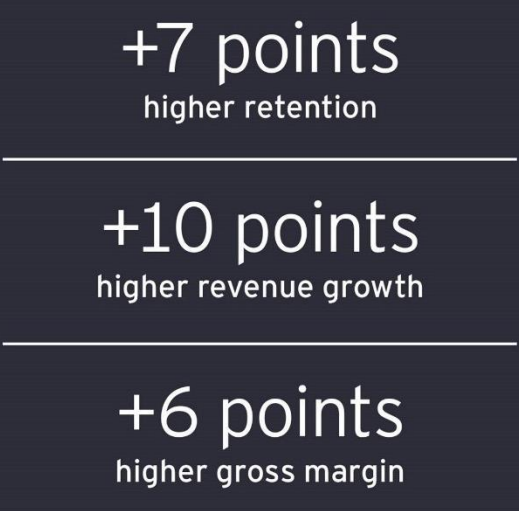 +7 points
higher retention
+10 points
higher revenue growth
+6 points
higher gross margin